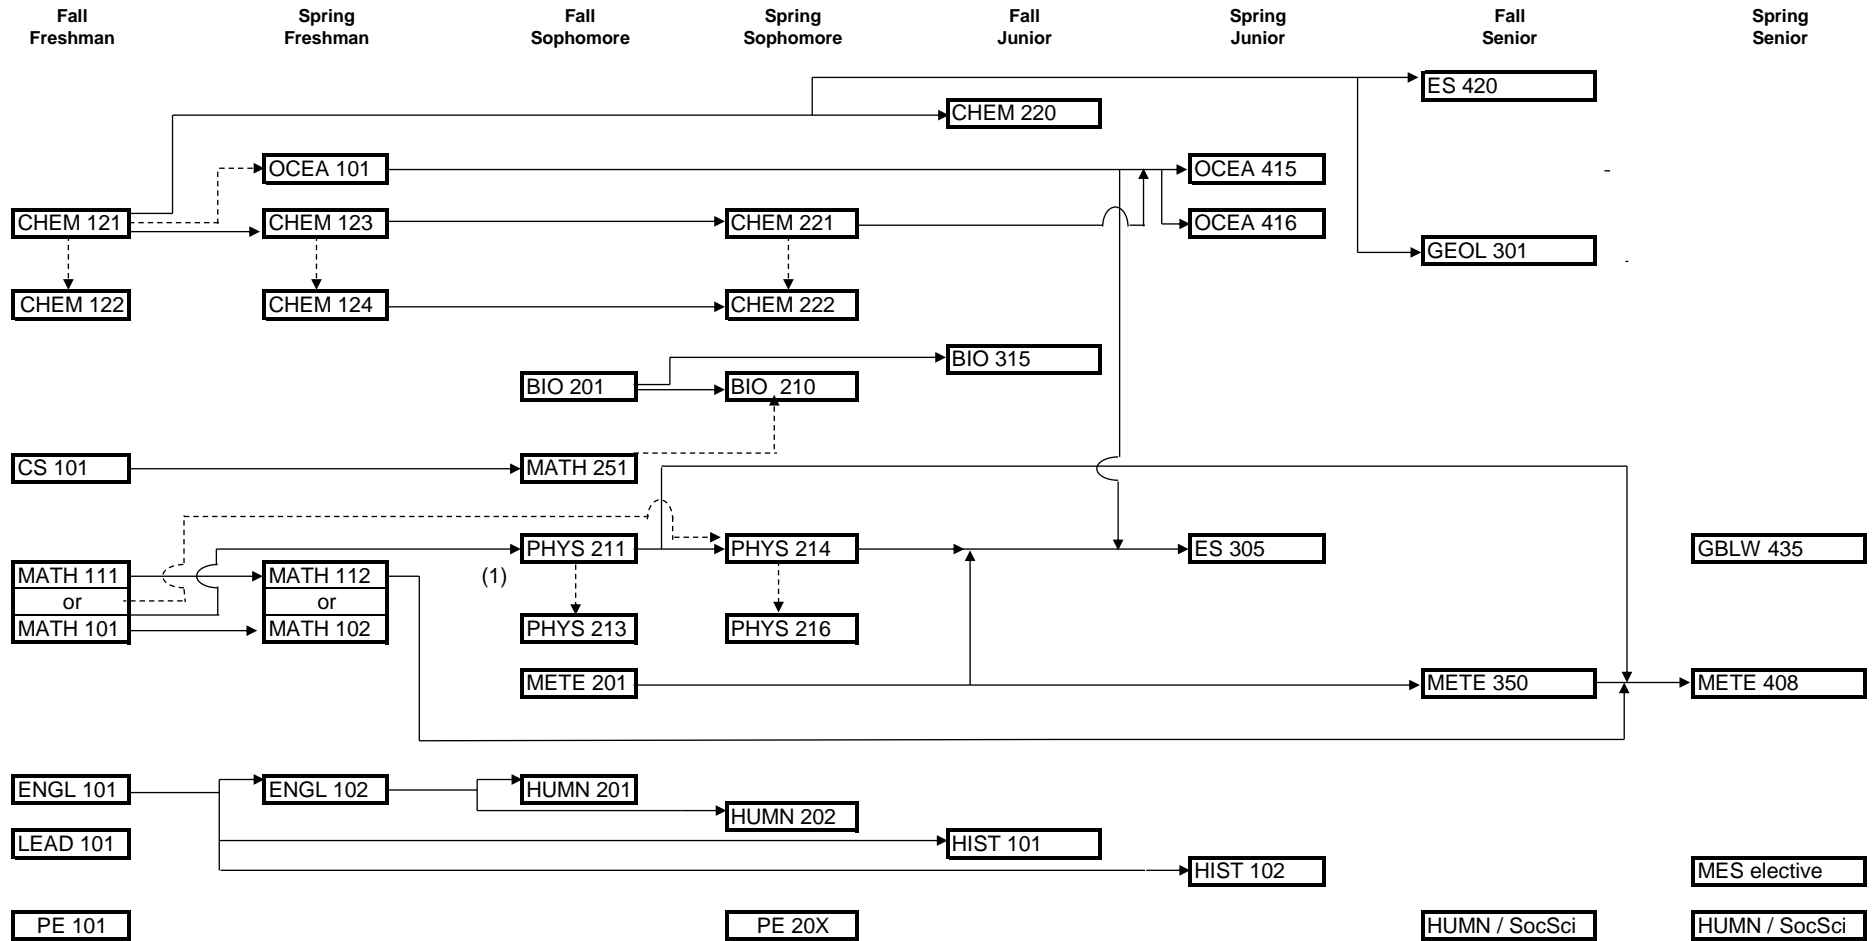 Fall Spring Fall Spring Fall Spring Fall Spring
Freshman Freshman Sophomore Sophomore Junior Junior Senior Senior
ES 420
CHEM 220
OCEA 101 OCEA 415
CHEM 121 CHEM 123 CHEM 221 OCEA 416
GEOL 301
CHEM 122 CHEM 124 CHEM 222
BIO 315
BIO 201 BIO 210
CS 101 MATH 251
PHYS 211 PHYS 214 ES 305 GBLW 435
MATH 111 MATH 112 (1)
or or
MATH 101 MATH 102 PHYS 213 PHYS 216
METE 201 METE 350 METE 408
ENGL 101 ENGL 102 HUMN 201
HUMN 202
LEAD 101 HIST 101
HIST 102 MES elective
PE 101 PE 20X HUMN / SocSci HUMN / SocSci